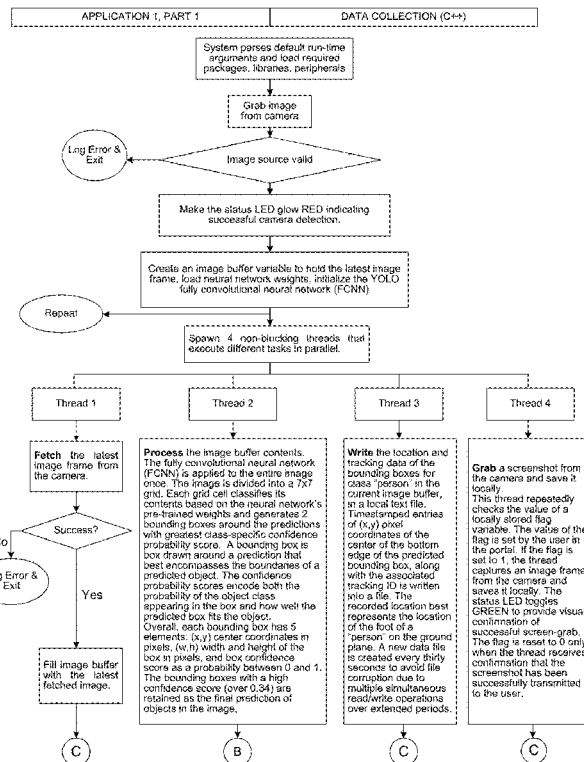 APPLICATION 1, PART 1
DATA COLLECTION (C++)
System parses default run-time
arguments and load required
packages, libraries, peripherals
Grab image
from camera
Log Error &
Exit
Image source valid
Make the status LED glow RED indicating
successful camera detection.
Create an image buffer variable to hold the latest image
frame, load neural network weights, initialize the YOLO
fully convolutional neural network (FCNN)
Repeat
Spawn 4 non-blocking threads that
execute different tasks in parallel.
Thread 1
Thread 2
Thread 3
Thread 4
Fetch the latest
image frame from
the camera.
Success?
Yes
g Error &
Exit
Fill image buffer
with the latest
fetched image.
C
Process the image buffer contents.
The fully convolutional neural network
(FCNN) is applied to the entire image
once. The image is divided into a 7x7
grid. Each grid cell classifies its
contents based on the neural network's
pre-trained weights and generates 2
bounding boxes around the predictions
with greatest class-specific confidence
probability score. A bounding box is
box drawn around a prediction that
best encompasses the boundaries of a
predicted object. The confidence
probability scores encode both the
probability of the object class
appearing in the box and how well the
predicted box fits the object.
Overall, each bounding box has 5
elements: (x,y) center coordinates in
pixels, (w,h) width and height of the
box in pixels, and box confidence
score as a probability between 0 and 1.
The bounding boxes with a high
confidence score (over 0.34) are
retained as the final prediction of
objects in the image.
B
Write the location and
tracking data of the
bounding boxes for
class "person" in the
current image buffer,
in a local text file.
Timestamped entries
of (x,y) pixel
coordinates of the
center of the bottom
edge of the predicted
bounding box, along
with the associated
tracking ID is written
into a file. The
recorded location best
represents the location
of the foot of a
"person" on the ground
plane. A new data file
is created every thirty
seconds to avoid file
corruption due to
multiple simultaneous
read/write operations
over extended periods.
C
Grab a screenshot from
the camera and save it
locally.
This thread repeatedly
checks the value of a
locally stored flag
variable. The value of the
flag is set by the user in
the portal. If the flag is
set to 1, the thread
captures an image frame
from the camera and
saves it locally. The
status LED toggles
GREEN to provide visual
confirmation of
successful screen-grab.
The flag is reset to 0 only
when the thread receives
confirmation that the
screenshot has been
successfully transmitted
to the user.
C